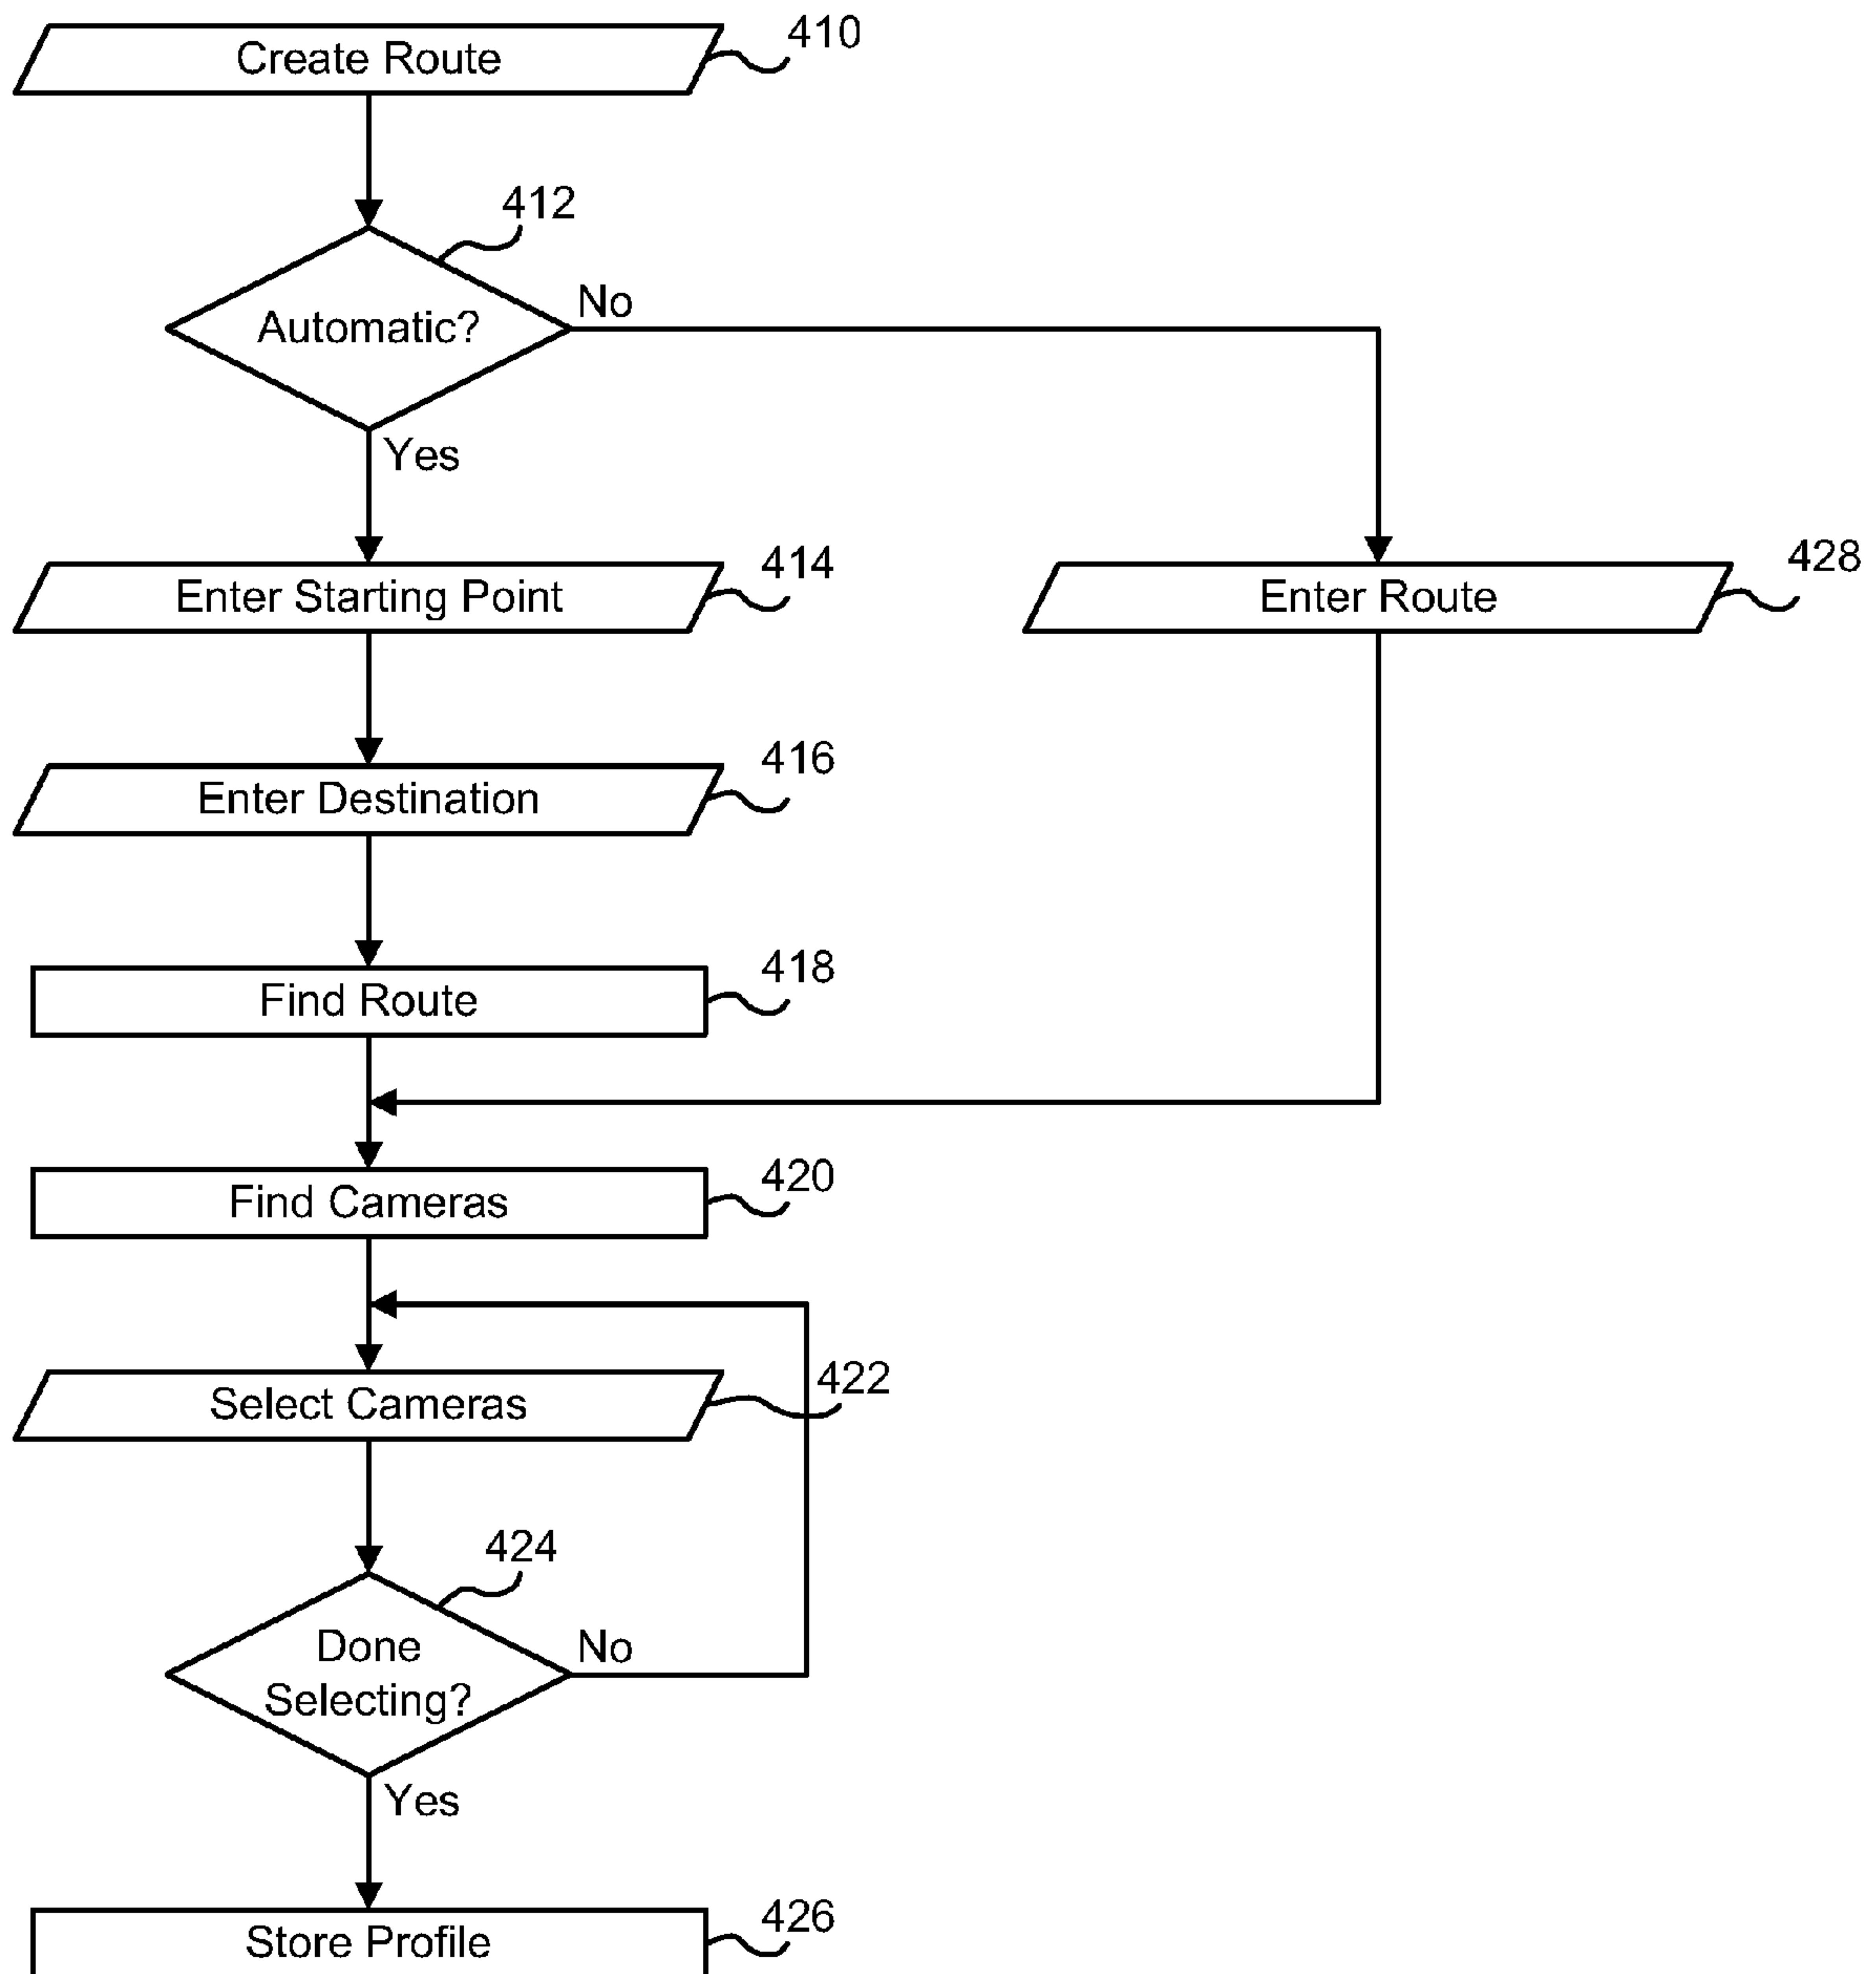 Create Route
410
412
Automatic?
No
Yes
Enter Starting Point
414
Enter Route
428
Enter Destination
416
Find Route
418
Find Cameras
420
Select Cameras
422
424
Done
Selecting?
No
Yes
Store Profile
426